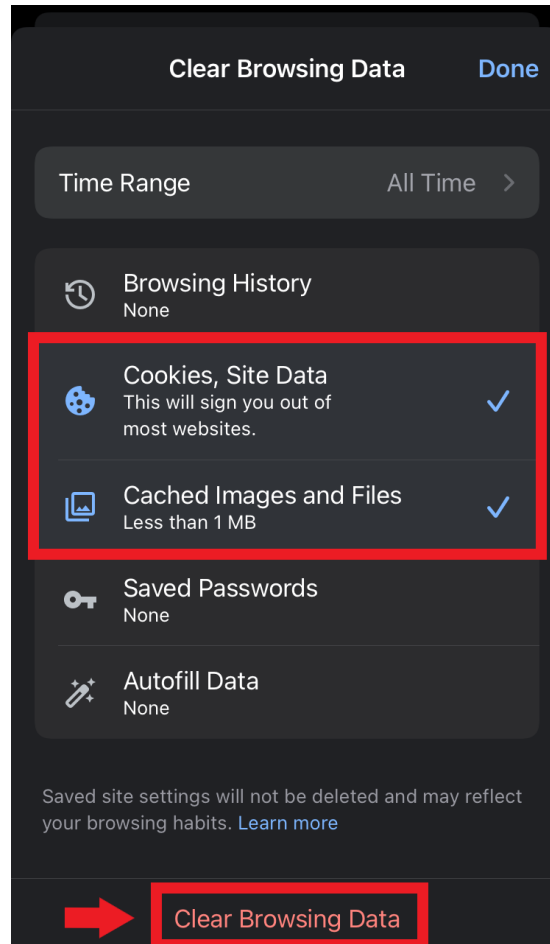 Clear Browsing Data
Done
Time Range
All Time
Browsing History
None
Cookies, Site Data
This will sign you out of
most websites.
Cached Images and Files
Less than 1 MB
Saved Passwords
None
Autofill Data
None
Saved site settings will not be deleted and may reflect
your browsing habits. Learn more
Clear Browsing Data